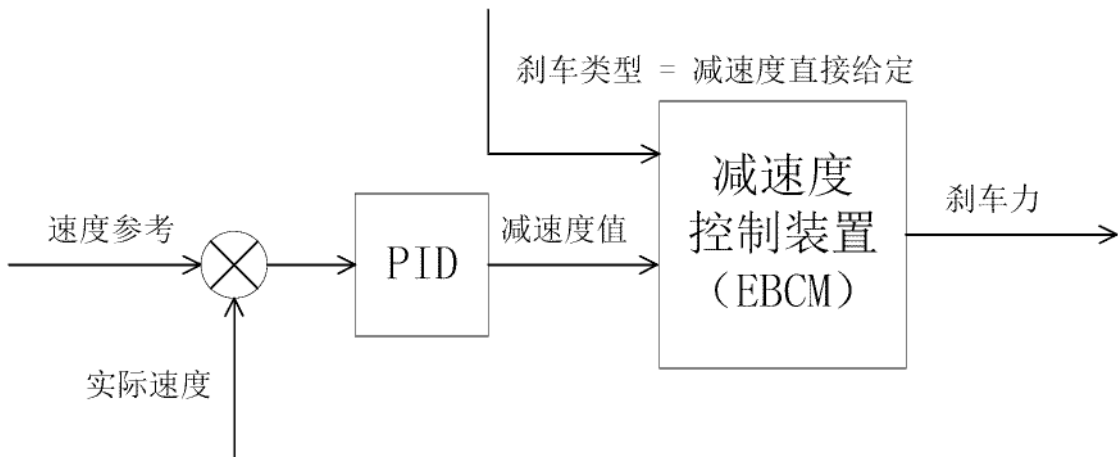 刹车类型 = 减速度直接给定
减速度
控制装置
（EBCM）
刹车力
速度参考
PID
减速度值
实际速度